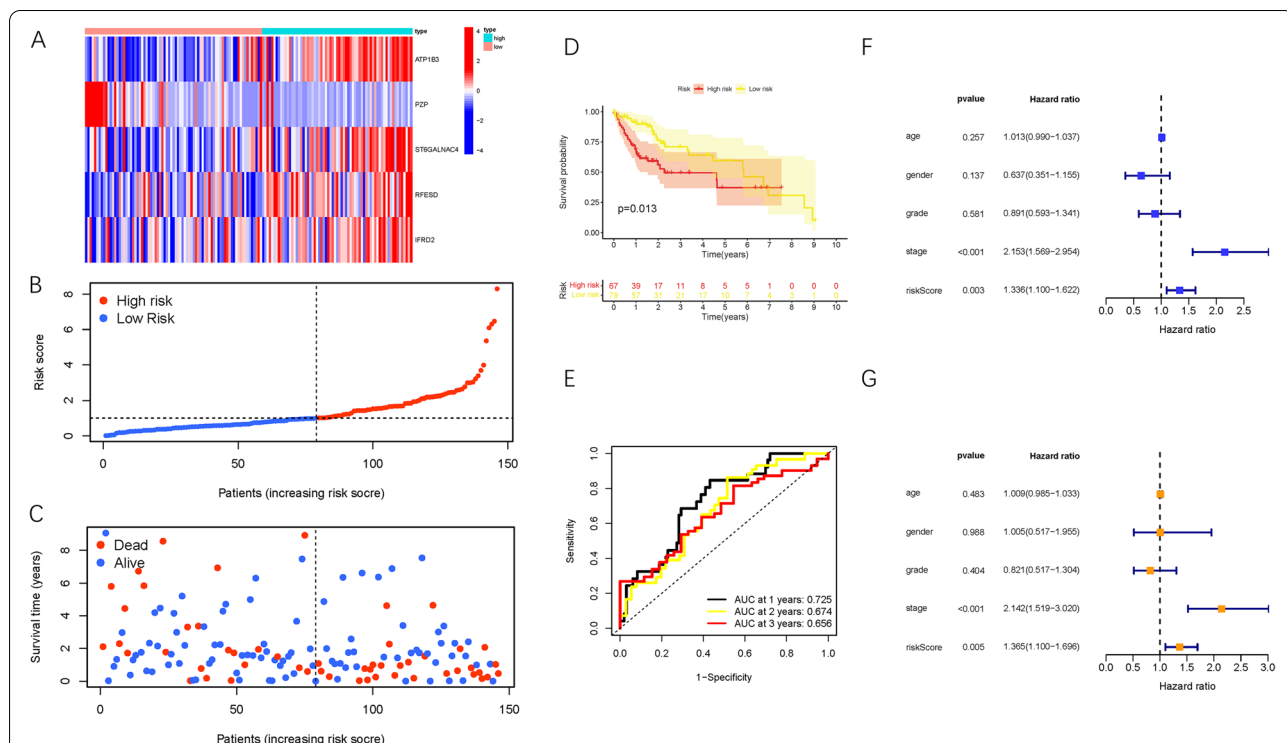 A
type
4
2
0
−2
−4
type
high
low
ATP1B3
PZP
ST6GALNAC4
RFESD
IFRD2
B
High risk
Low Risk
Risk score
8
6
4
2
0
0 50 100 150
Patients (increasing risk socre)
C
Dead
Alive
Survival time (years)
8
6
4
2
0
0 50 100 150
Patients (increasing risk socre)
D
Risk High risk Low risk
Survival probability
1.00
0.75
0.50
0.25
0.00
p=0.013
0 1 2 3 4 5 6 7 8 9 10
Time(years)
Risk
High risk 67 39 17 11 8 5 5 1 0 0 0
Low risk 79 57 31 21 17 10 7 4 3 1 0
0 1 2 3 4 5 6 7 8 9 10
Time(years)
E
Sensitivity
1.0
0.8
0.6
0.4
0.2
0.0
AUC at 1 years: 0.725
AUC at 2 years: 0.674
AUC at 3 years: 0.656
0.0 0.2 0.4 0.6 0.8 1.0
1−Specificity
F
pvalue Hazard ratio
age 0.257 1.013(0.990−1.037)
gender 0.137 0.637(0.351−1.155)
grade 0.581 0.891(0.593−1.341)
stage <0.001 2.153(1.569−2.954)
riskScore 0.003 1.336(1.100−1.622)
0.0 0.5 1.0 1.5 2.0 2.5
Hazard ratio
G
pvalue Hazard ratio
age 0.483 1.009(0.985−1.033)
gender 0.988 1.005(0.517−1.955)
grade 0.404 0.821(0.517−1.304)
stage <0.001 2.142(1.519−3.020)
riskScore 0.005 1.365(1.100−1.696)
0.0 0.5 1.0 1.5 2.0 2.5 3.0
Hazard ratio